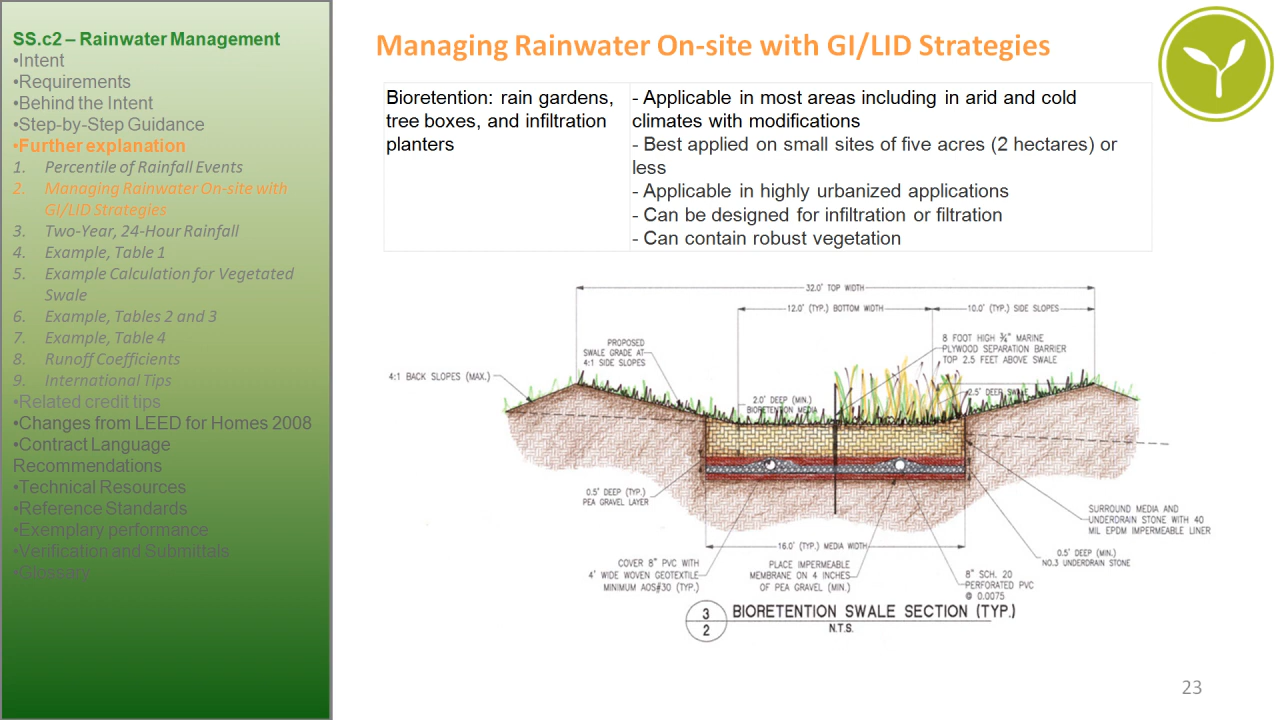 SS.c2 – Rainwater Management
•Intent
•Requirements
•Behind the Intent
•Step-by-Step Guidance
•Further explanation
1. Percentile of Rainfall Events
2. Managing Rainwater On-site with
GI/LID Strategies
3. Two-Year, 24-Hour Rainfall
4. Example, Table 1
5. Example Calculation for Vegetated
Swale
6. Example, Tables 2 and 3
7. Example, Table 4
8. Runoff Coefficients
9. International Tips
•Related credit tips
•Changes from LEED for Homes 2008
•Contract Language
Recommendations
•Technical Resources
•Reference Standards
•Exemplary performance
•Verification and Submittals
•Glossary
Managing Rainwater On-site with GI/LID Strategies
Bioretention: rain gardens,
tree boxes, and infiltration
planters
- Applicable in most areas including in arid and cold
climates with modifications
- Best applied on small sites of five acres (2 hectares) or
less
- Applicable in highly urbanized applications
- Can be designed for infiltration or filtration
- Can contain robust vegetation
32.0' TOP WIDTH
12.0' (TYP.) BOTTOM WIDTH
10.0' (TYP.) SIDE SLOPES
PROPOSED
SWALE GRADE AT
4:1 SIDE SLOPES
8 FOOT HIGH ¾" MARINE
PLYWOOD SEPARATION BARRIER
TOP 2.5 FEET ABOVE SWALE
4:1 BACK SLOPES (MAX.)
2.0' DEEP (MIN.)
BIORETENTION MEDIA
2.5' DEEP SWALE
0.5' DEEP (TYP.)
PEA GRAVEL LAYER
SURROUND MEDIA AND
UNDERDRAIN STONE WITH 40
MIL EPDM IMPERMEABLE LINER
16.0' (TYP.) MEDIA WIDTH
0.5' DEEP (MIN.)
NO.3 UNDERDRAIN STONE
COVER 8" PVC WITH
4' WIDE WOVEN GEOTEXTILE
MINIMUM AOS#30 (TYP.)
PLACE IMPERMEABLE
MEMBRANE ON 4 INCHES
OF PEA GRAVEL (MIN.)
8" SCH. 20
PERFORATED PVC
@ 0.0075
3
2
BIORETENTION SWALE SECTION (TYP.)
N.T.S.
23